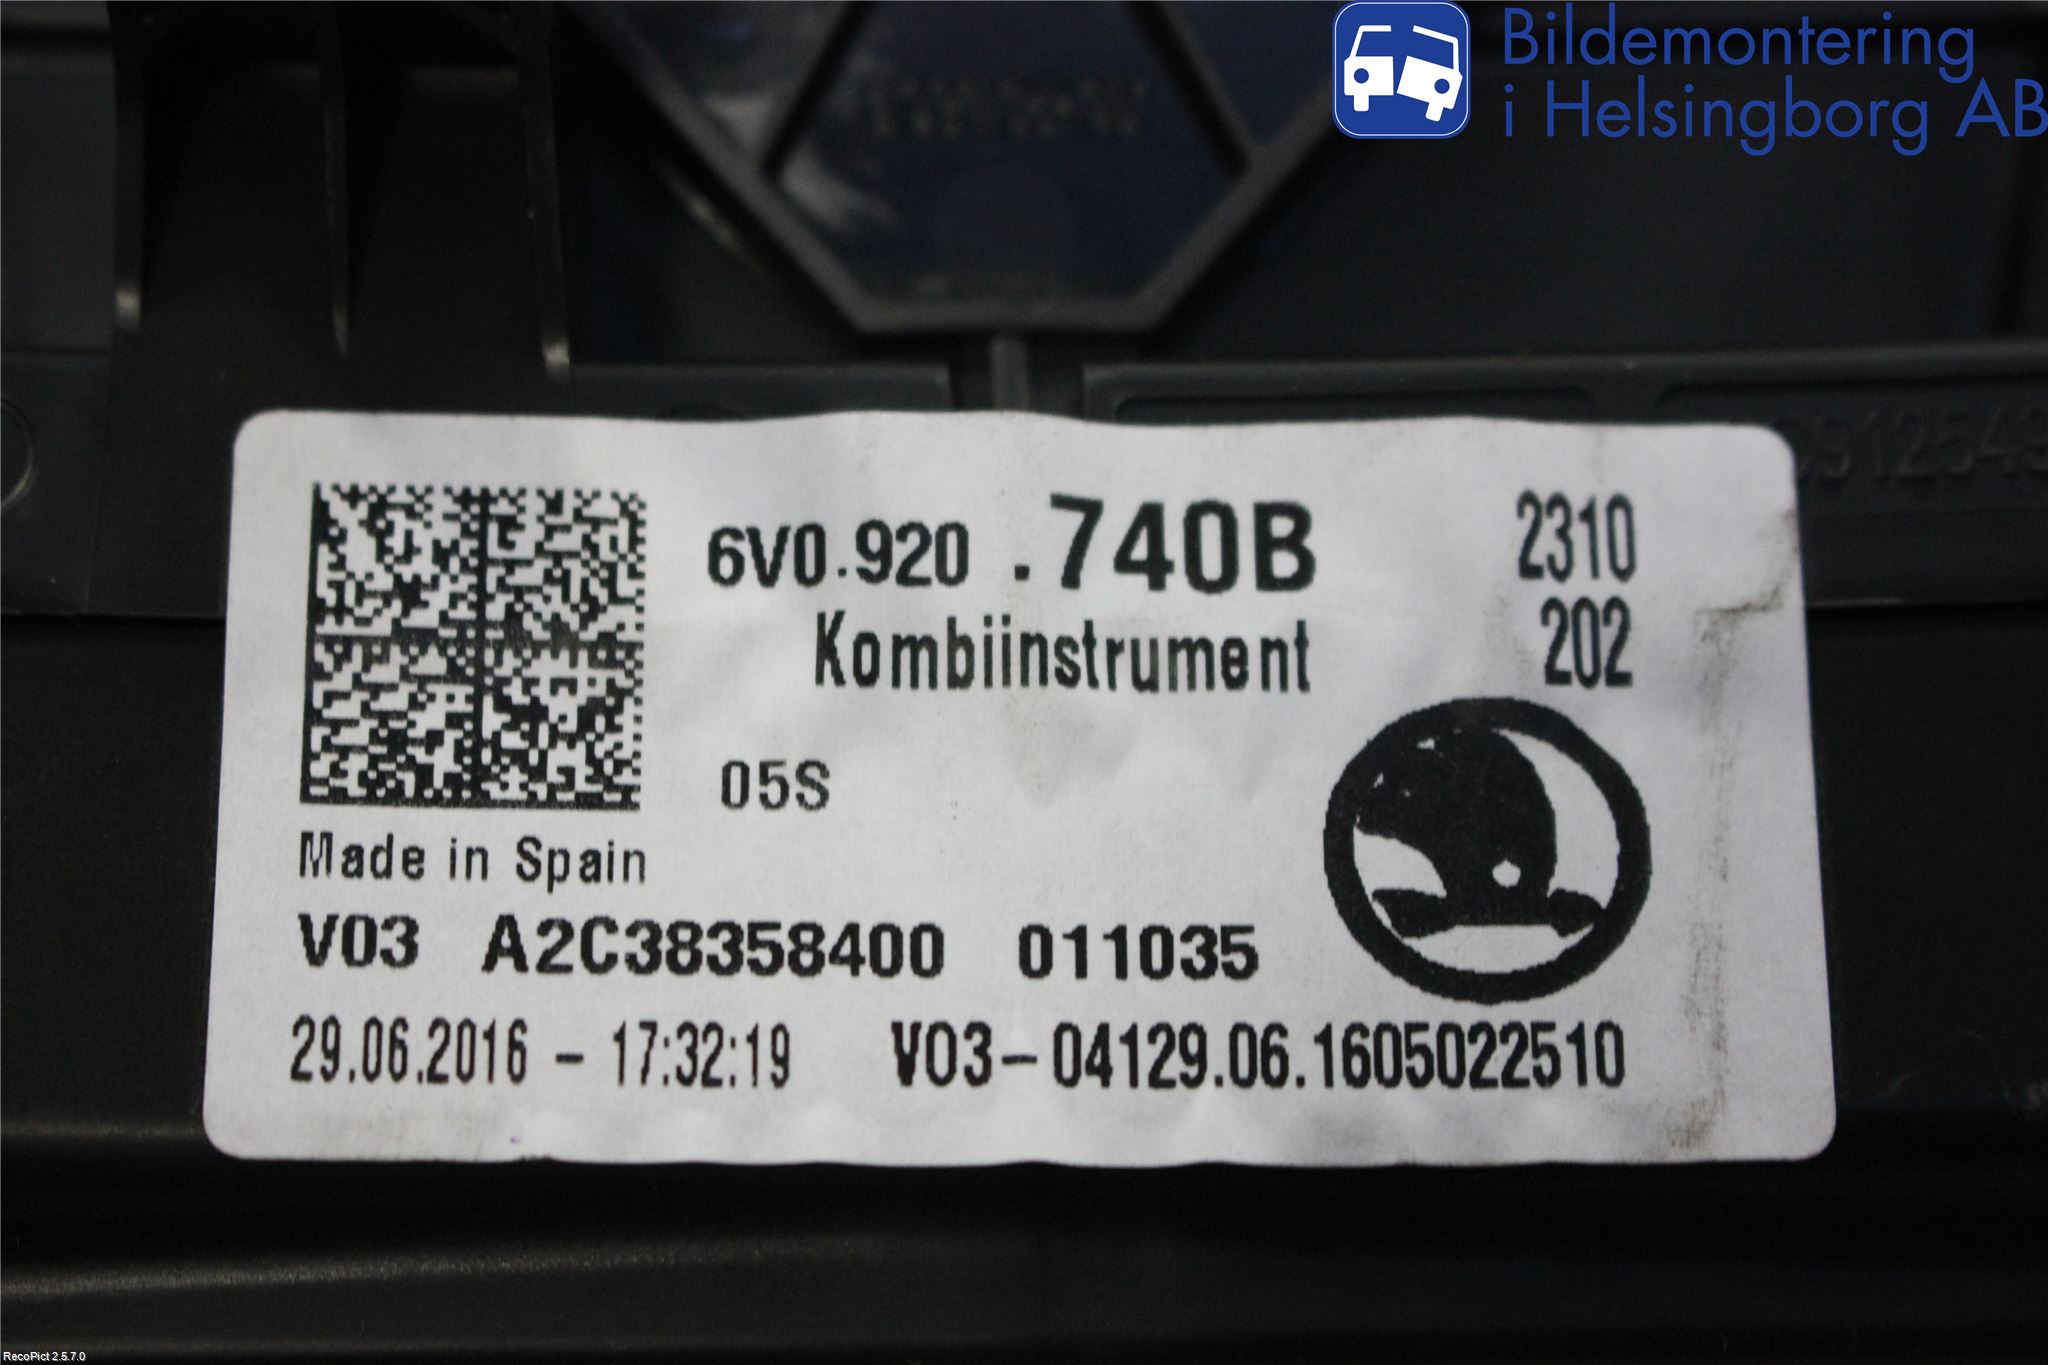 Bildemontering
i Helsingborg AB
6V0.920 .740B 2310
Kombiinstrument 202
05S
Made in Spain
V03 A2C38358400 011035
29.06.2016 - 17:32:19 V03-04129.06.1605022510
RecoPict 2.5.7.0